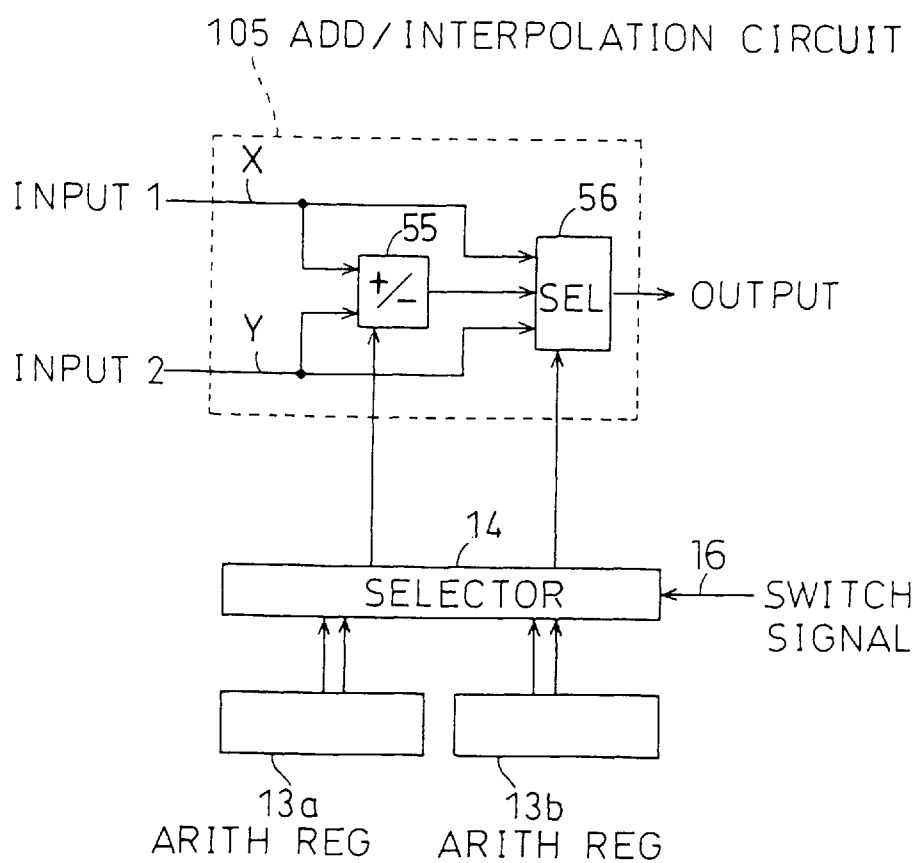 105 ADD/INTERPOLATION CIRCUIT
X
INPUT 1
55
56
+/-
SEL
OUTPUT
Y
INPUT 2
14
16
SELECTOR
SWITCH
SIGNAL
13a
ARITH REG
13b
ARITH REG